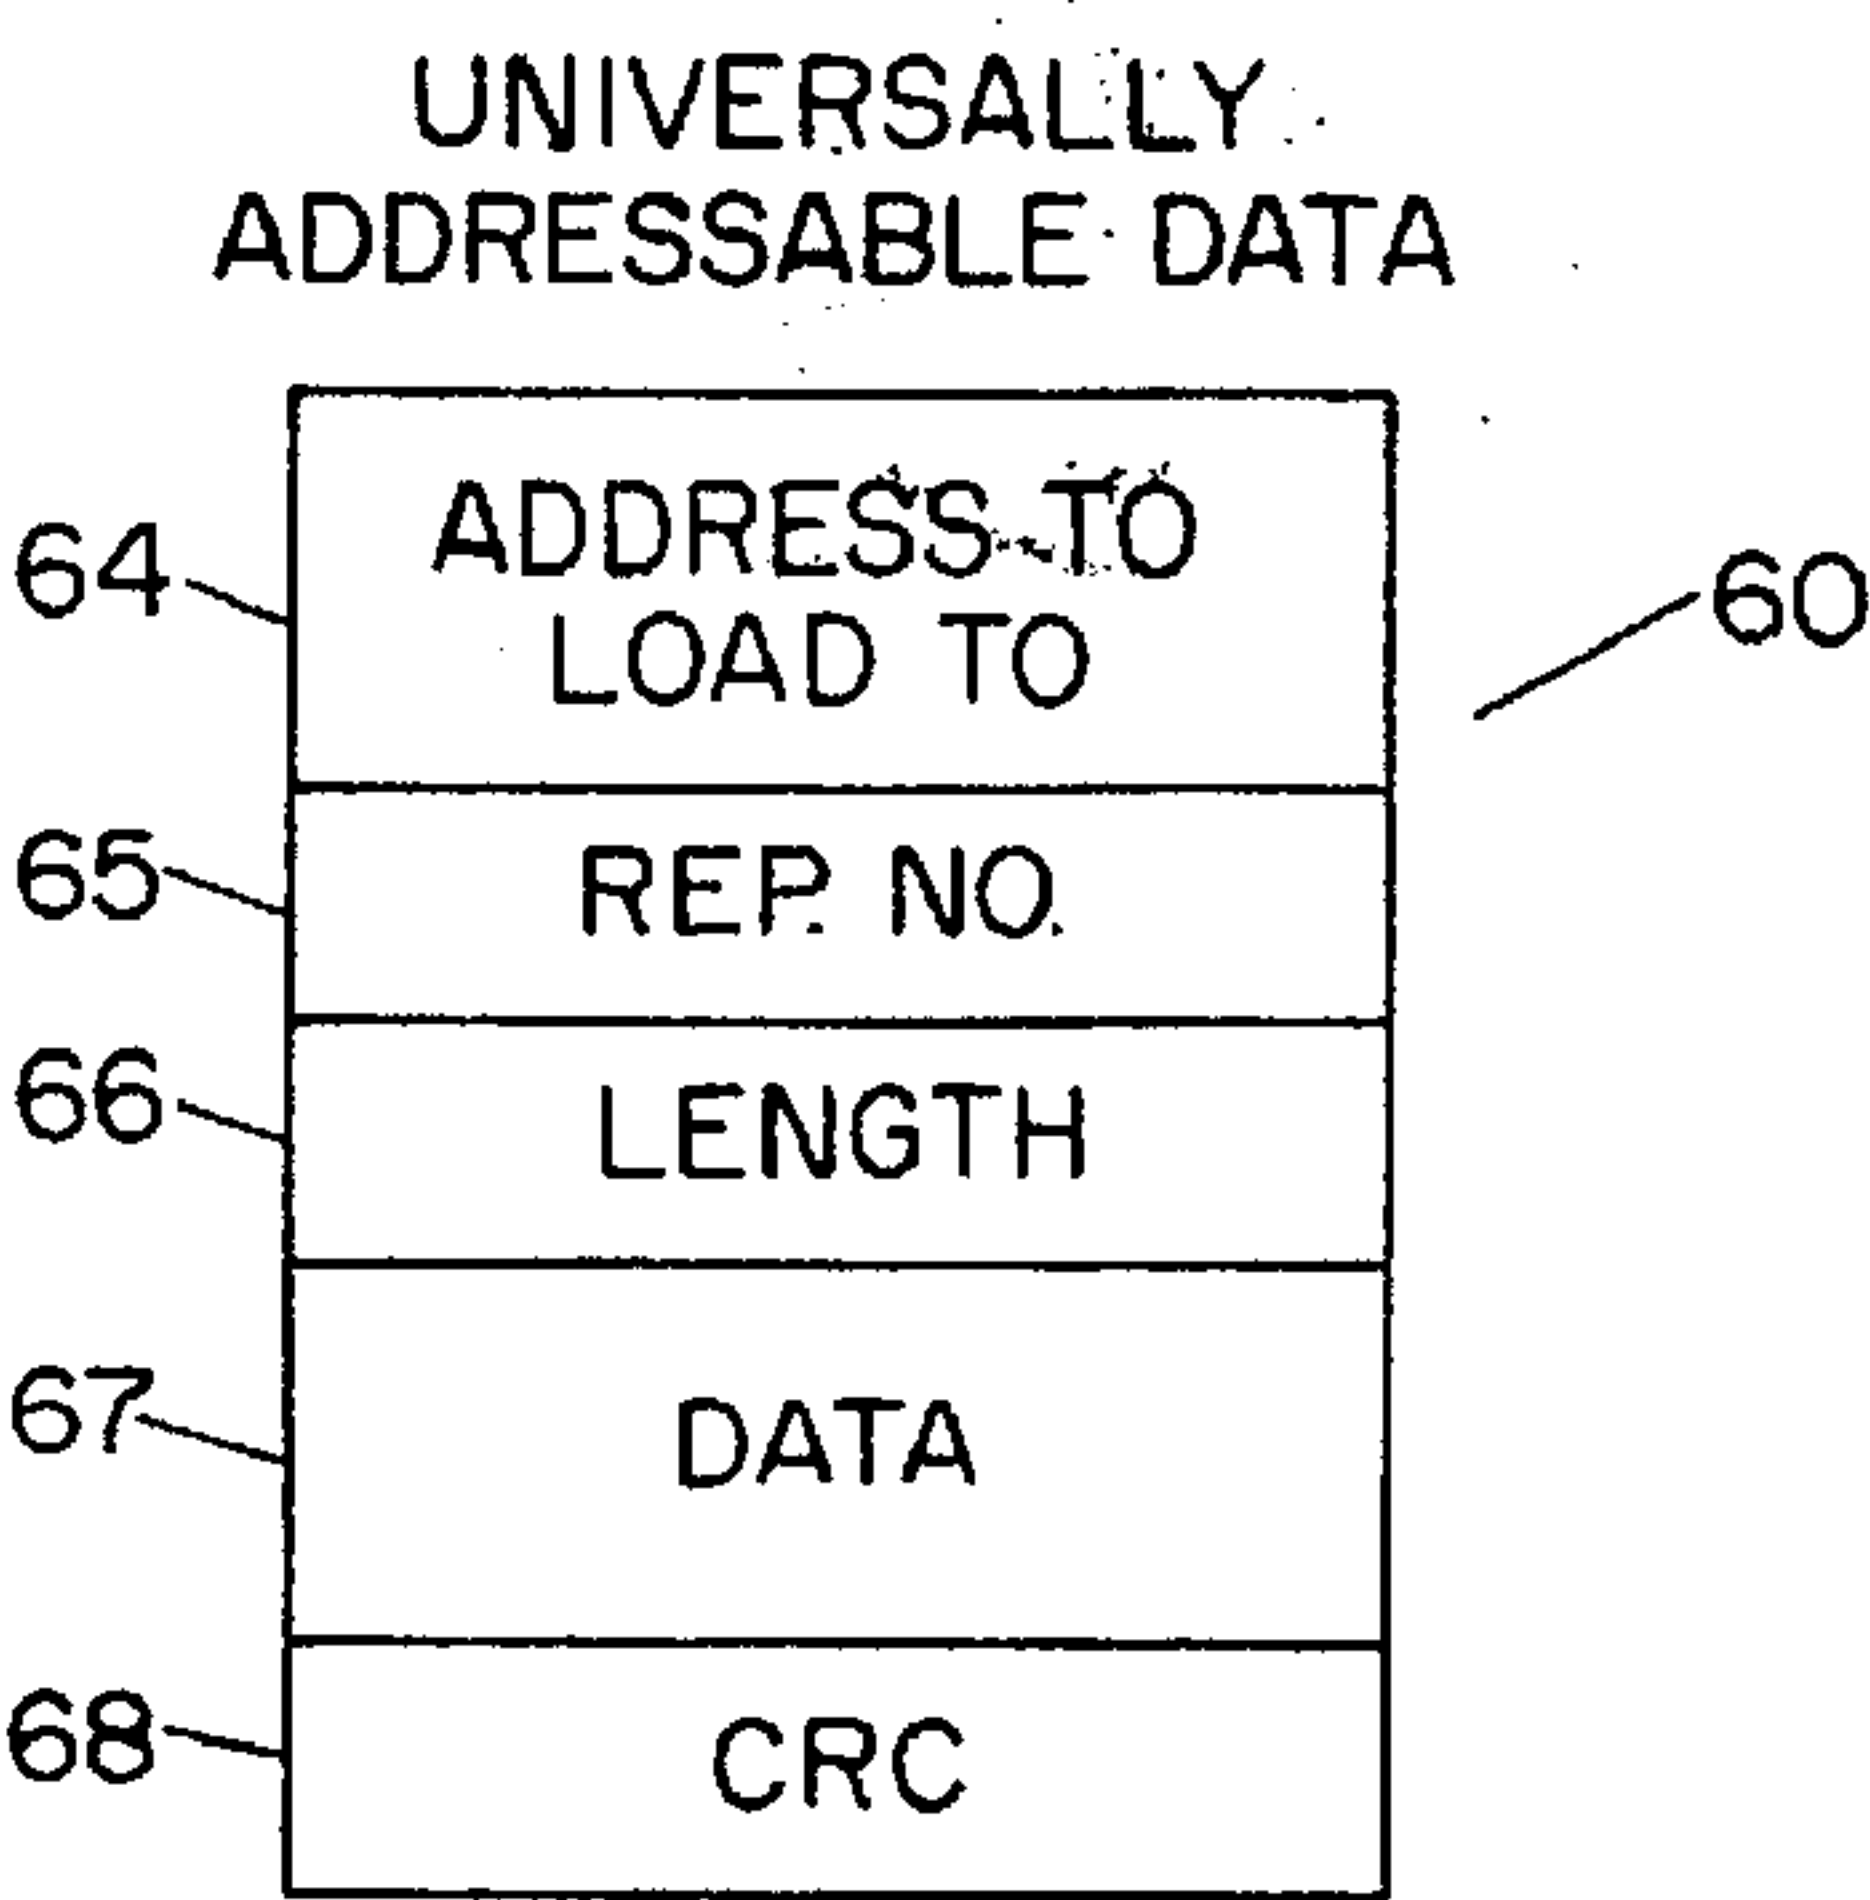 UNIVERSALLY
ADDRESSABLE DATA
64
ADDRESS TO
LOAD TO
60
65
REP. NO.
66
LENGTH
67
DATA
68
CRC